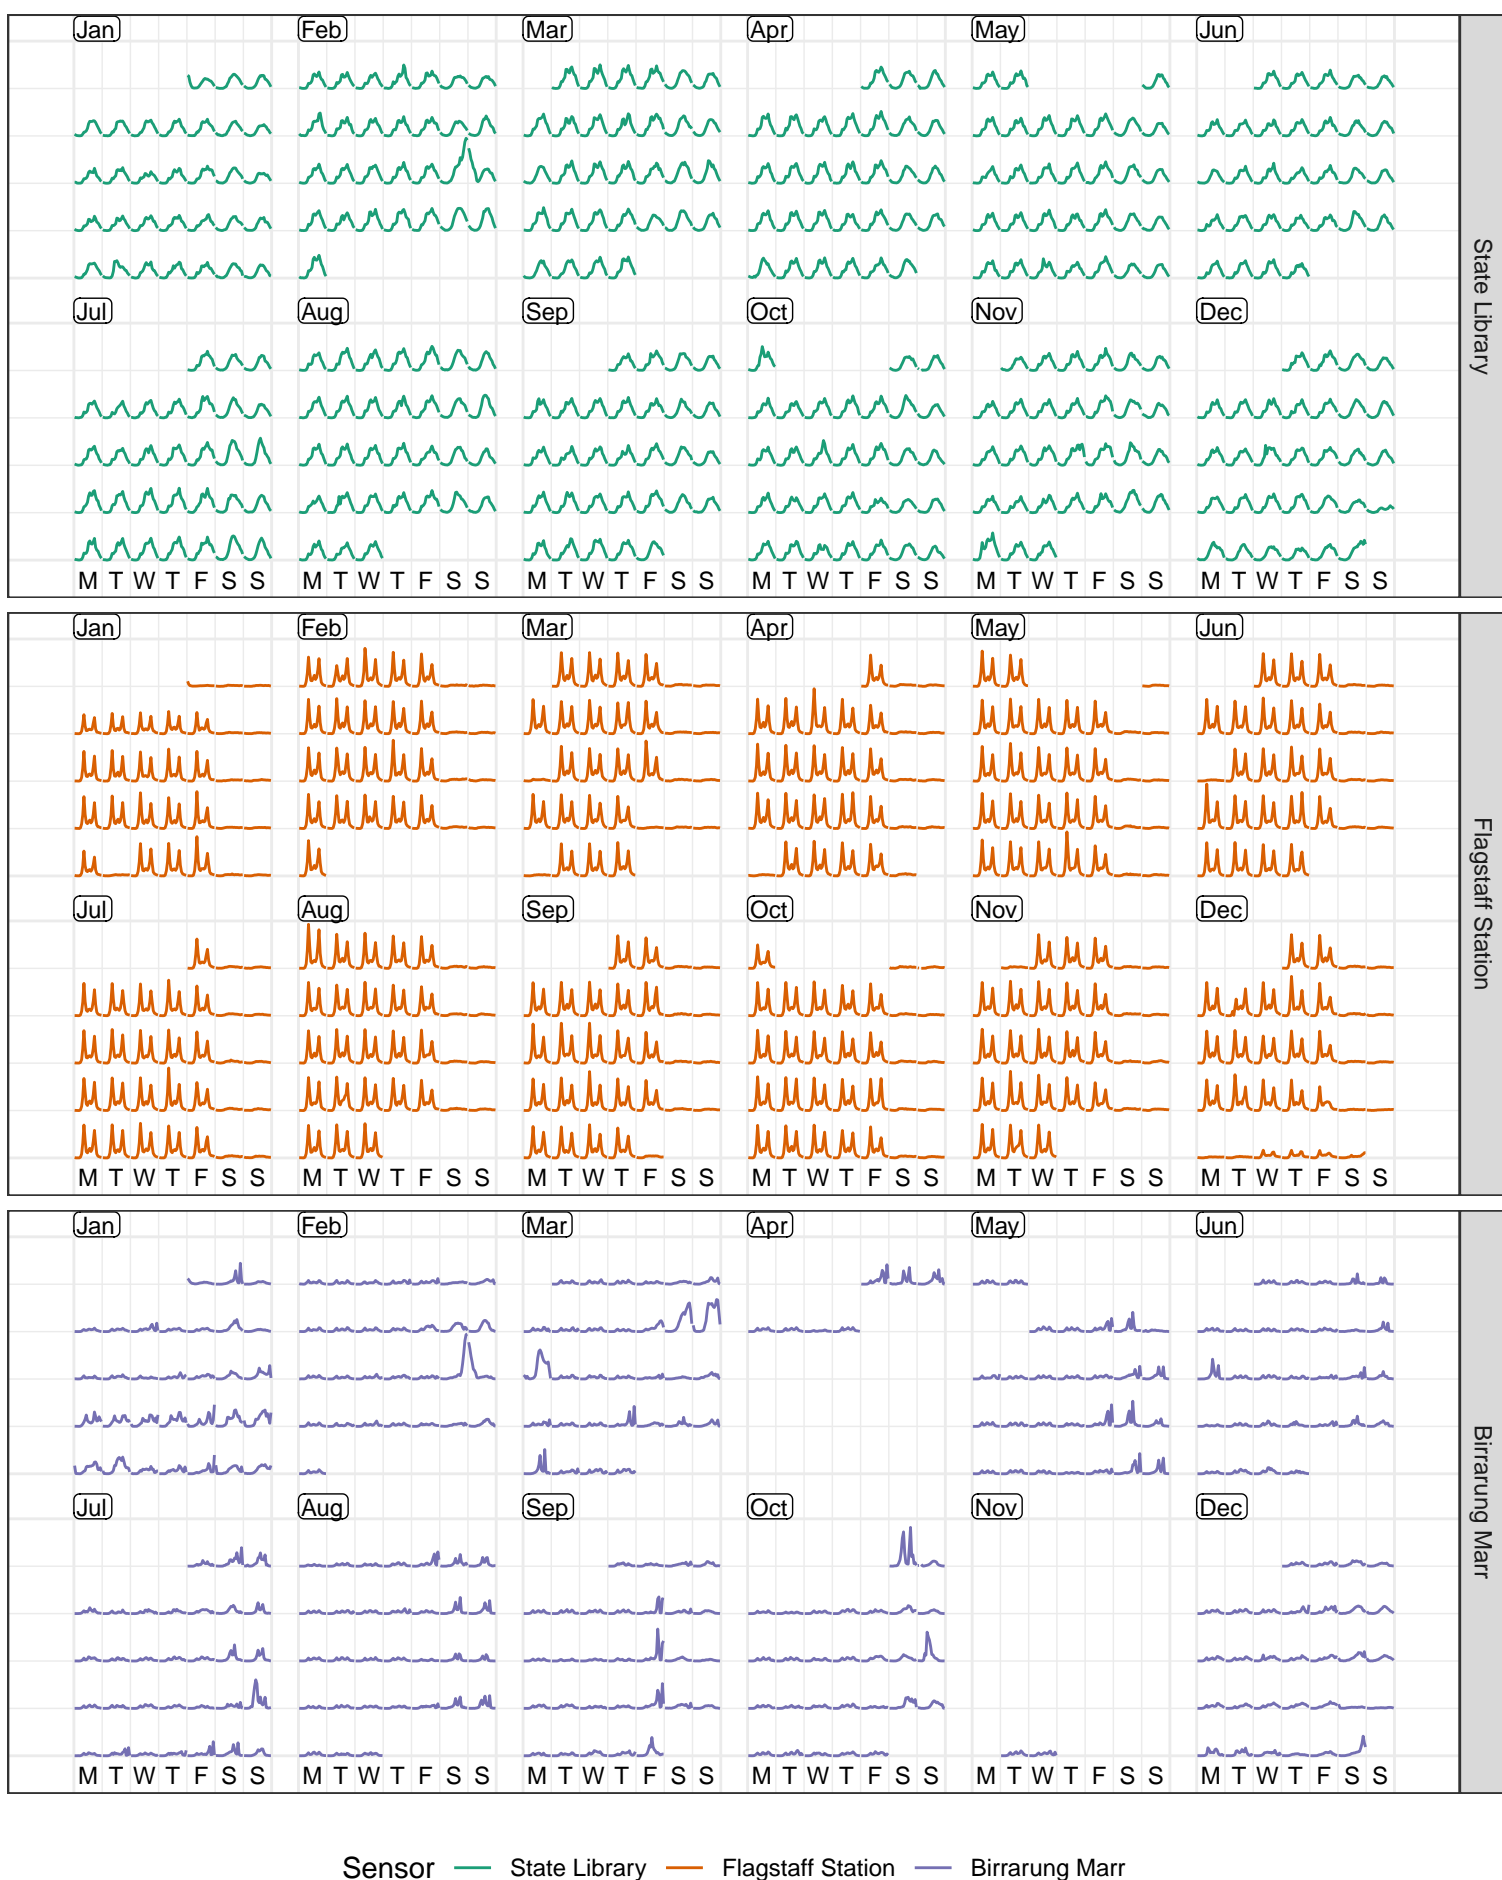 Jan Feb Mar Apr May Jun
Jul Aug Sep Oct Nov Dec
M T W T F S S M T W T F S S M T W T F S S M T W T F S S M T W T F S S M T W T F S S
State Library
Jan Feb Mar Apr May Jun
Jul Aug Sep Oct Nov Dec
M T W T F S S M T W T F S S M T W T F S S M T W T F S S M T W T F S S M T W T F S S
Flagstaff Station
Jan Feb Mar Apr May Jun
Jul Aug Sep Oct Nov Dec
M T W T F S S M T W T F S S M T W T F S S M T W T F S S M T W T F S S M T W T F S S
Birrarung Marr
Sensor State Library Flagstaff Station Birrarung Marr